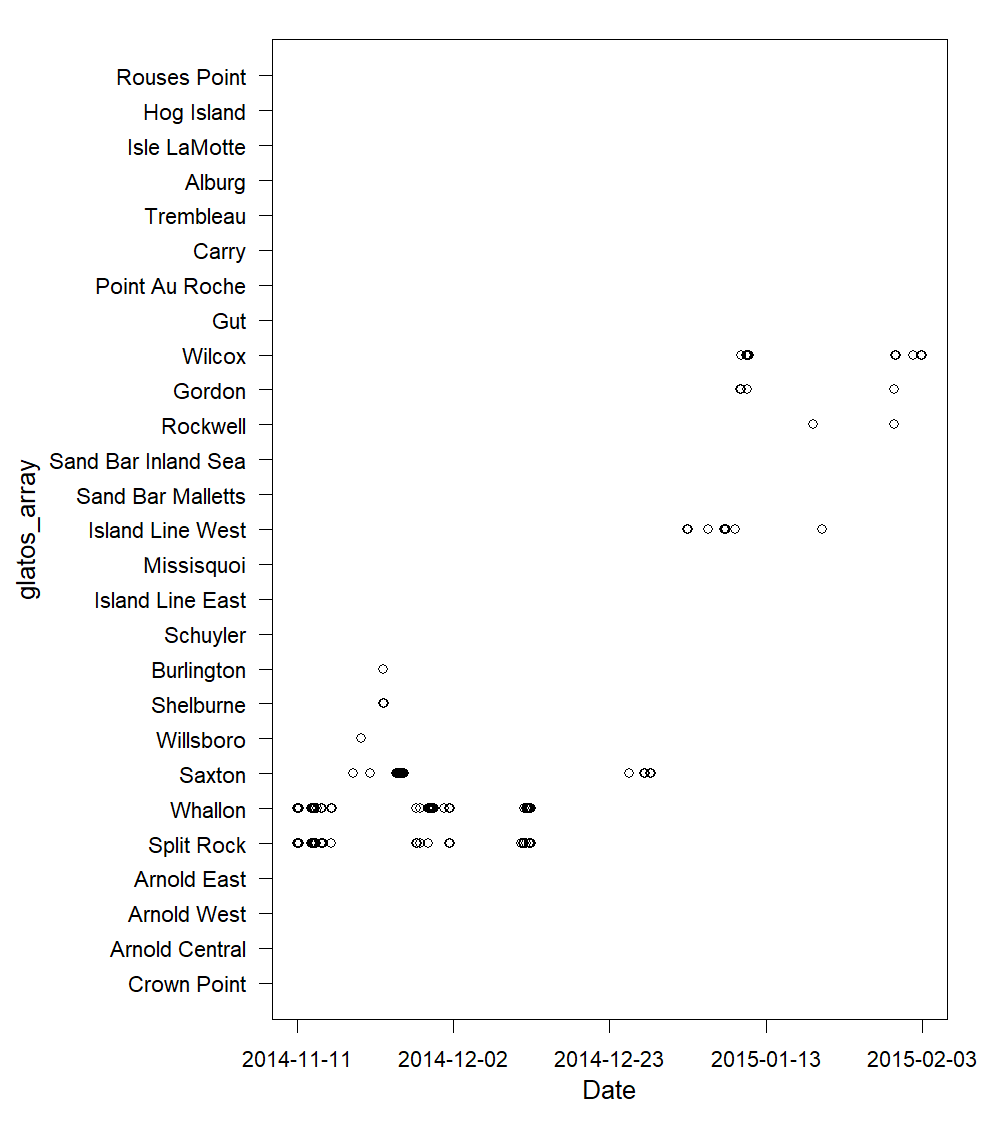 Rouses Point
Hog Island
Isle LaMotte
Alburg
Trembleau
Carry
Point Au Roche
Gut
Wilcox
Gordon
Rockwell
Sand Bar Inland Sea
Sand Bar Malletts
Island Line West
Missisquoi
Island Line East
Schuyler
Burlington
Shelburne
Willsboro
Saxton
Whallon
Split Rock
Arnold East
Arnold West
Arnold Central
Crown Point
glatos_array
2014-11-11 2014-12-02 2014-12-23 2015-01-13 2015-02-03
Date